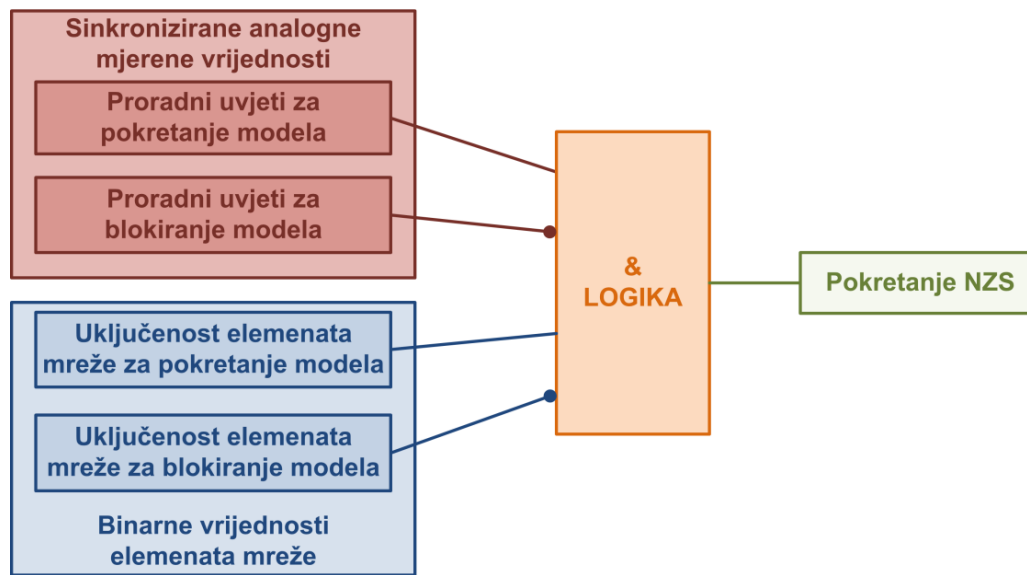 Sinkronizirane analogne
mjerene vrijednosti
Proradni uvjeti za
pokretanje modela
Proradni uvjeti za
blokiranje modela
Uključenost elemenata
mreže za pokretanje modela
Uključenost elemenata
mreže za blokiranje modela
Binarne vrijednosti
elemenata mreže
&
LOGIKA
Pokretanje NZS